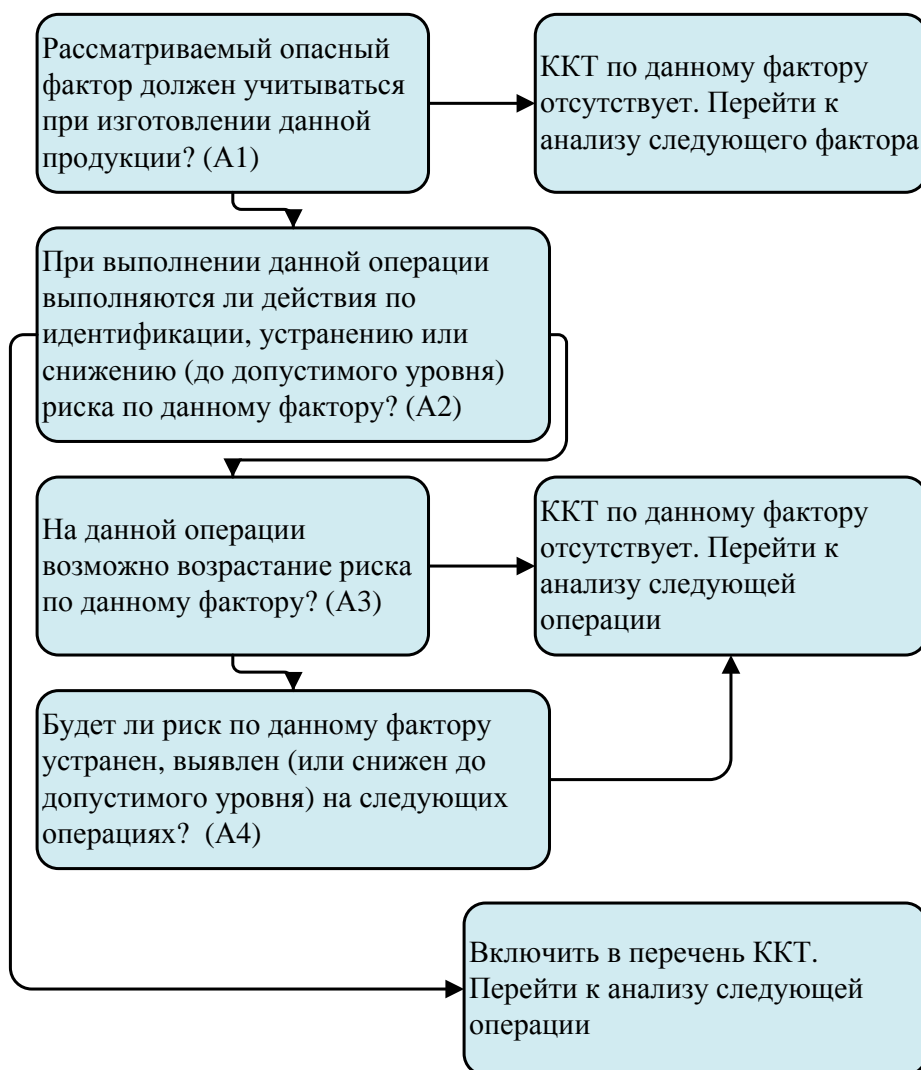 Рассматриваемый опасный
фактор должен учитываться
при изготовлении данной
продукции? (А1)
ККТ по данному фактору
отсутствует. Перейти к
анализу следующего фактора
При выполнении данной операции
выполняются ли действия по
идентификации, устранению или
снижению (до допустимого уровня)
риска по данному фактору? (А2)
На данной операции
возможно возрастание риска
по данному фактору? (А3)
ККТ по данному фактору
отсутствует. Перейти к
анализу следующей
операции
Будет ли риск по данному фактору
устранен, выявлен (или снижен до
допустимого уровня) на следующих
операциях?  (А4)
Включить в перечень ККТ.
Перейти к анализу следующей
операции